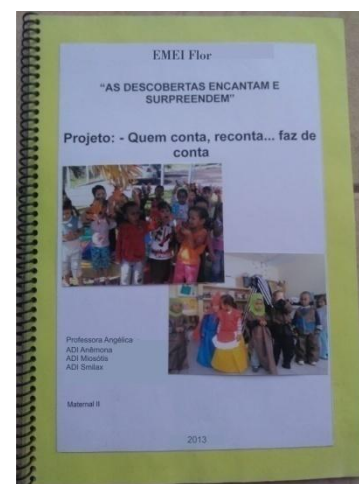 EMEI Flor
“AS DESCOBERTAS ENCANTAM E
SURPREENDEM”
Projeto: - Quem conta, reconta... faz de
conta
Professora Angélica
ADI Anêmona
ADI Miosótis
ADI Smilax
Maternal II
2013